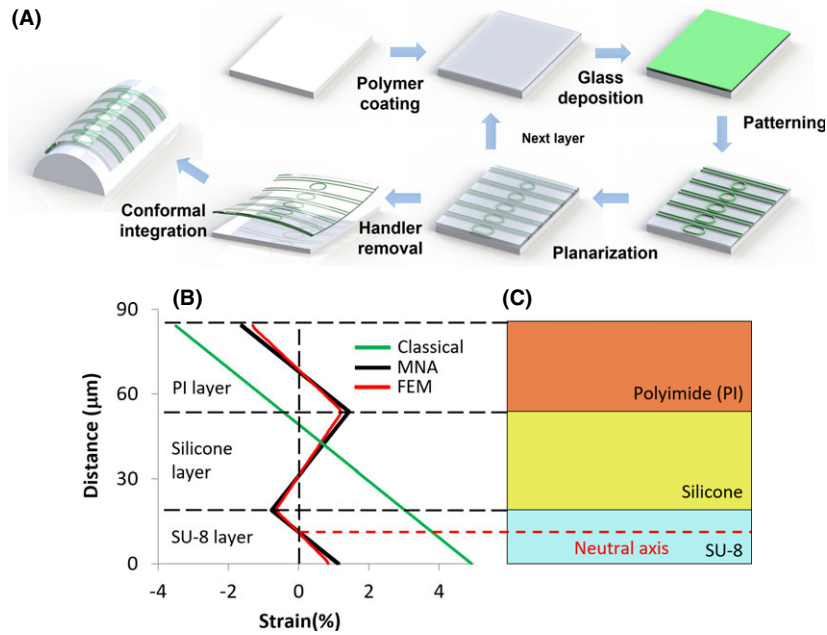 (A)
Polymer
coating
Glass
deposition
Patterning
Next layer
Conformal
integration
Handler
removal
Planarization
(B)
(C)
90
60
30
0
Distance (μm)
Classical
MNA
FEM
PI layer
Silicone
layer
SU-8 layer
-4
-2
0
2
4
Strain(%)
Polyimide (PI)
Silicone
Neutral axis
SU-8